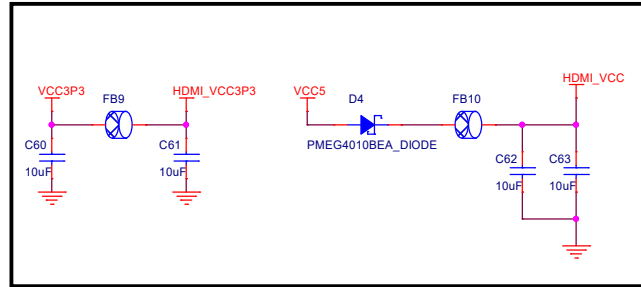 VCC3P3
FB9
HDMI_VCC3P3
C60
10uF
C61
10uF
VCC5
D4
PMEG4010BEA_DIODE
FB10
HDMI_VCC
C62
10uF
C63
10uF